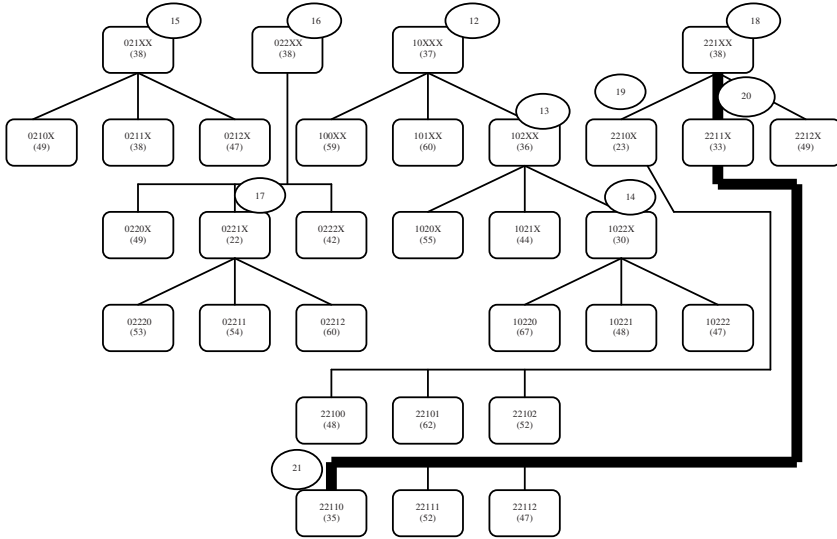 15
16
12
18
021XX
(38)
022XX
(38)
10XXX
(37)
221XX
(38)
19
20
13
0210X
(49)
0211X
(38)
0212X
(47)
100XX
(59)
101XX
(60)
102XX
(36)
2210X
(23)
2211X
(33)
2212X
(49)
17
14
0220X
(49)
0221X
(22)
0222X
(42)
1020X
(55)
1021X
(44)
1022X
(30)
02220
(53)
02211
(54)
02212
(60)
10220
(67)
10221
(48)
10222
(47)
22100
(48)
22101
(62)
22102
(52)
21
22110
(35)
22111
(52)
22112
(47)